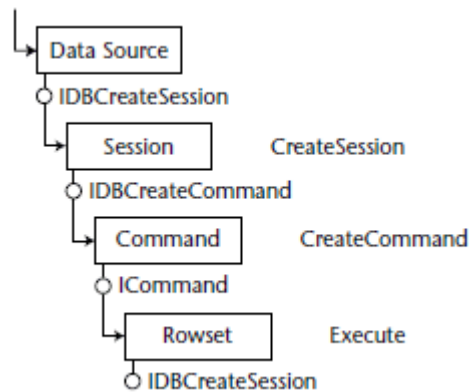 Data Source
IDBCreateSession
Session CreateSession
IDBCreateCommand
Command CreateCommand
ICommand
Rowset Execute
IDBCreateSession